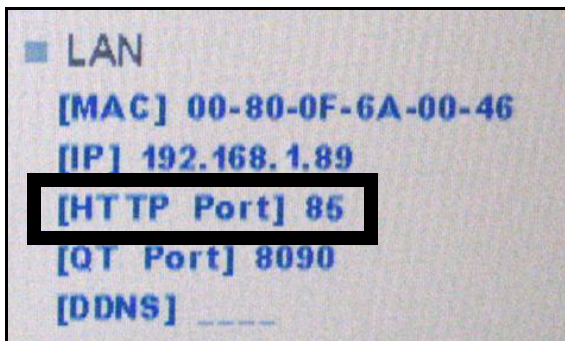 LAN
[MAC] 00-80-0F-6A-00-46
[IP] 192.168.1.89
[HTTP Port] 85
[QT Port] 8090
[DDNS] ____